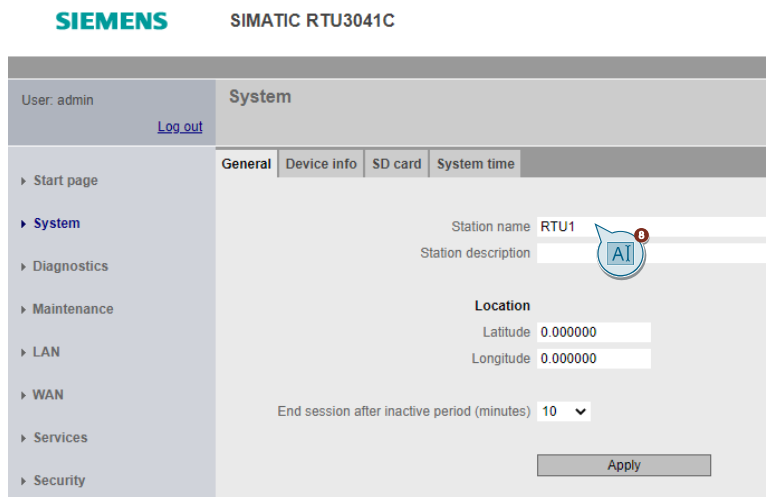 SIEMENS
SIMATIC RTU3041C
User: admin
Log out
System
General Device info SD card System time
Start page
System
Diagnostics
Maintenance
LAN
WAN
Services
Security
Station name RTU1
Station description
AI
Location
Latitude 0.000000
Longitude 0.000000
End session after inactive period (minutes) 10
Apply